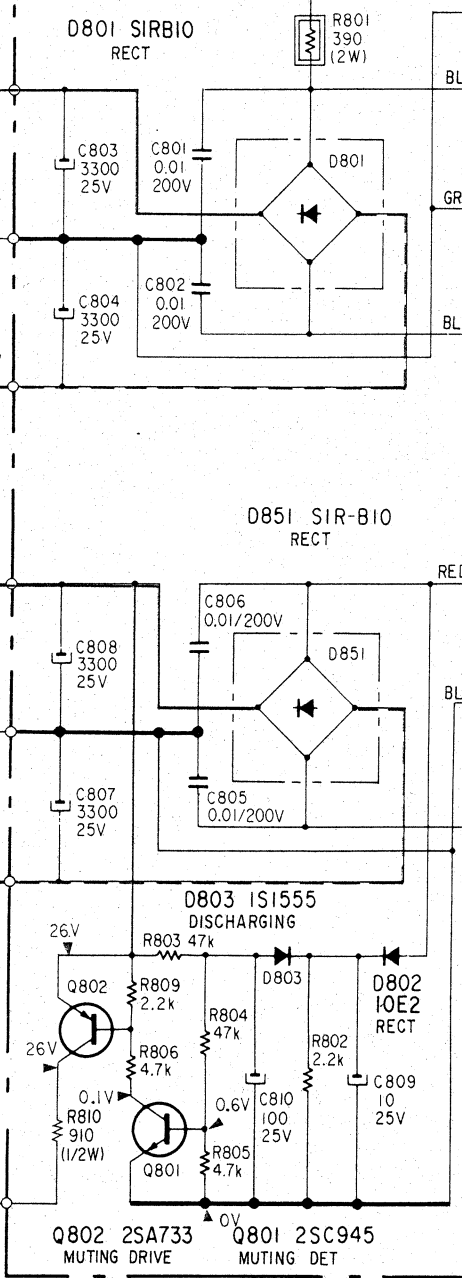 D801 SIRB10
RECT
R801
390
(2W)
BL
C803
3300
25V
C801
0.01
200V
D801
GR
C804
3300
25V
C802
0.01
200V
BL
D851 SIR-B10
RECT
RED
C806
0.01/200V
C808
3300
25V
D851
BL
C807
3300
25V
C805
0.01/200V
D803 1S1555
DISCHARGING
26V
R803 47k
D803
D802
10E2
RECT
Q802
R809
2.2k
R804
47k
R802
2.2k
26V
R806
4.7k
C809
10
25V
0.1V
0.6V
C810
100
25V
R810
910
(1/2W)
Q801
R805
4.7k
0V
Q802 2SA733
MUTING DRIVE
Q801 2SC945
MUTING DET